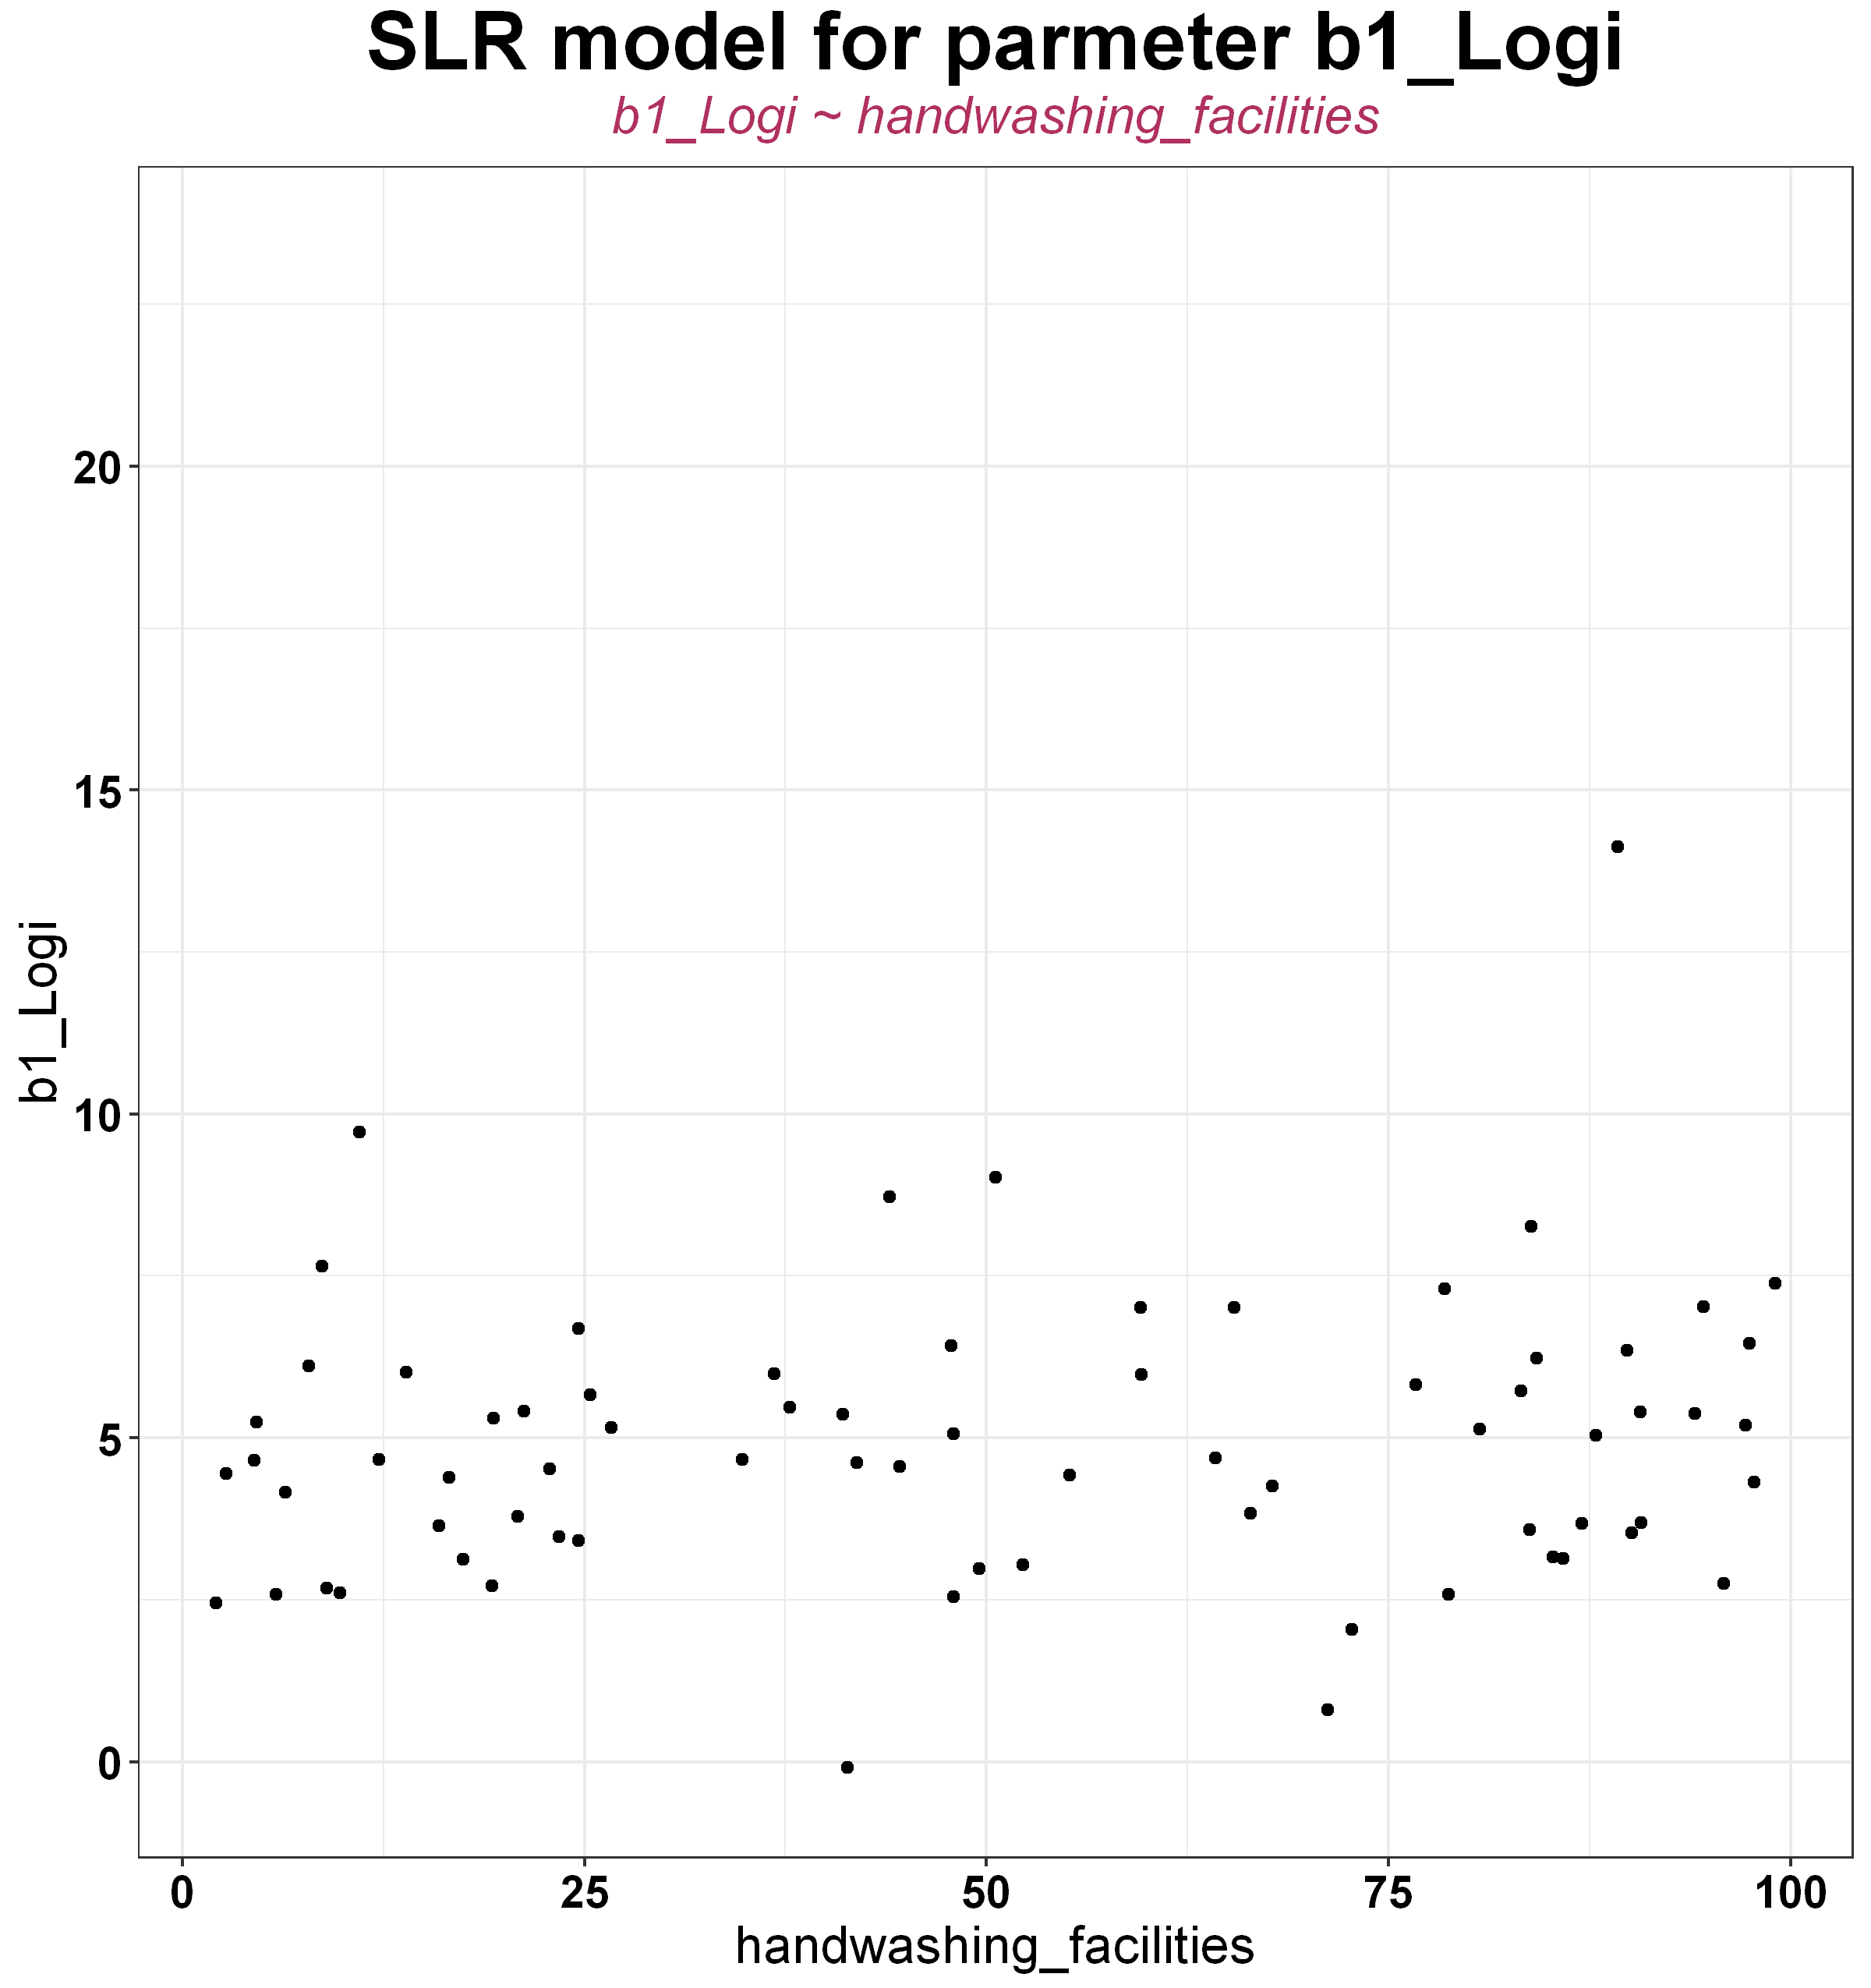 SLR model for parmeter b1_Logi
b1_Logi ~ handwashing_facilities
20
15
10
5
0
b1_Logi
0 25 50 75 100
handwashing_facilities